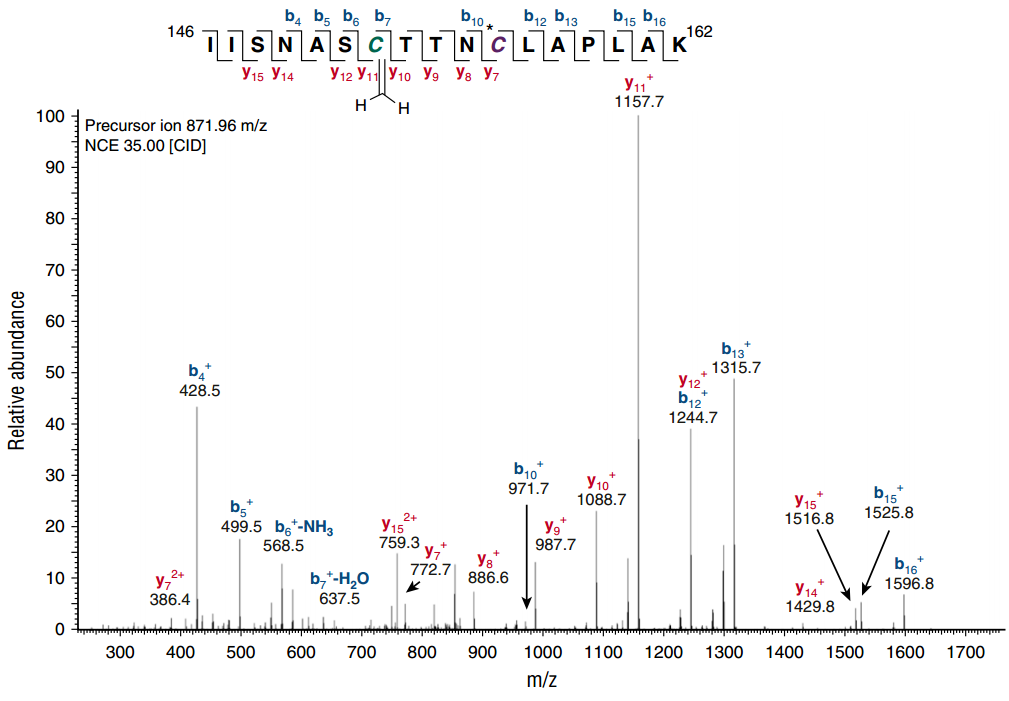 b4 b5 b6 b7 b10 * b12 b13 b15 b16
146 I I S N A S C T T N C L A P L A K 162
y15 y14 y12 y11 y10 y9 y8 y7
H H
Precursor ion 871.96 m/z
NCE 35.00 [CID]
y11+
1157.7
b13+
1315.7
y12+
b12+
1244.7
b4+
428.5
b5+
499.5
b6+-NH3
568.5
b7+-H2O
637.5
y7 2+
386.4
y15 2+
759.3
y7+
772.7
y8+
886.6
b10+
971.7
y9+
987.7
y10+
1088.7
y15+
1516.8
b15+
1525.8
y14+
1429.8
b16+
1596.8
Relative abundance
100
90
80
70
60
50
40
30
20
10
0
300 400 500 600 700 800 900 1000 1100 1200 1300 1400 1500 1600 1700
m/z